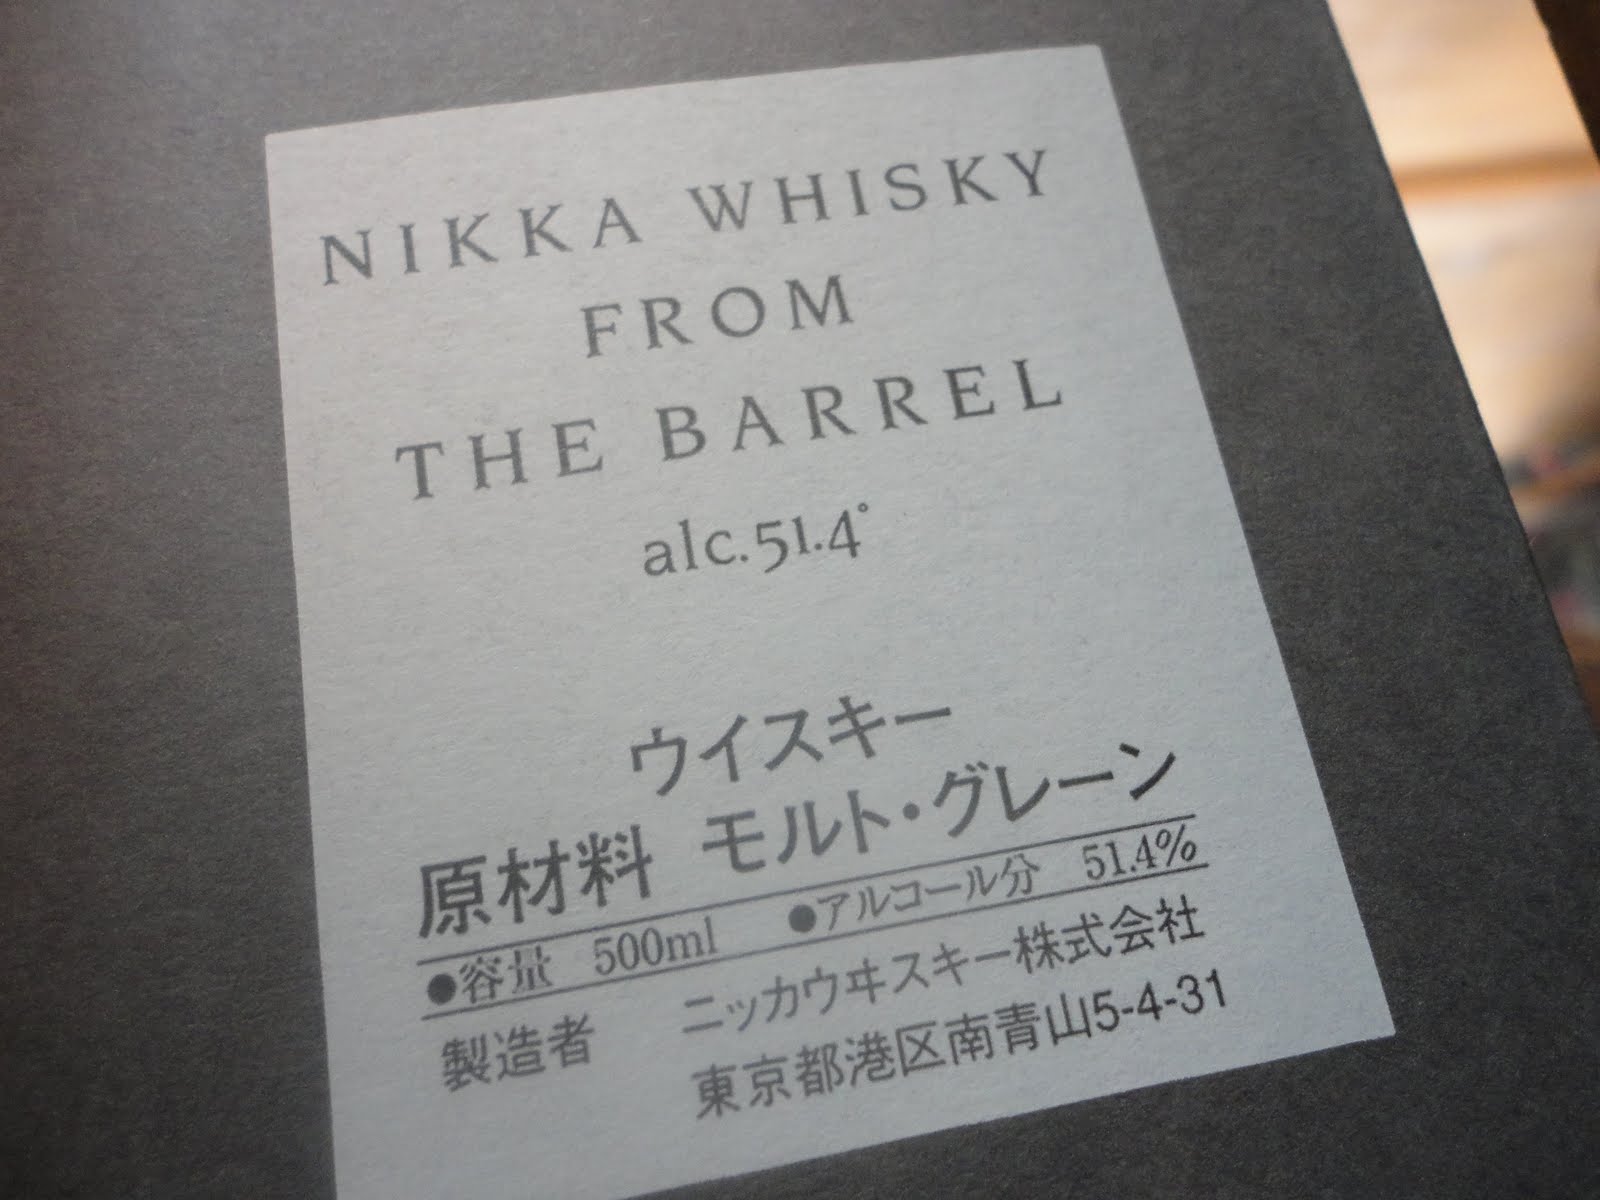 NIKKA WHISKY
FROM
THE BARREL
alc.51.4°
ウイスキー
原材料 モルト・グレーン
●容量 500ml ●アルコール分 51.4%
製造者 ニッカウヰスキー株式会社
東京都港区南青山5-4-31